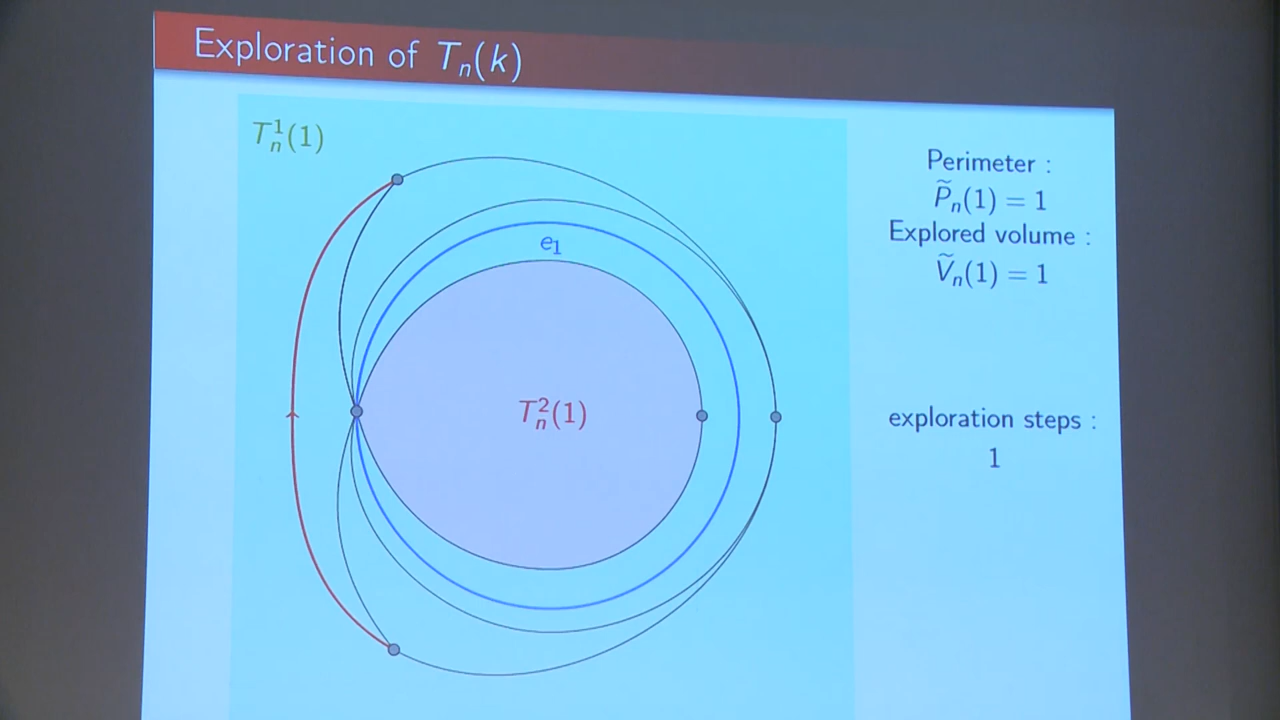 Exploration of Tₙ(k)
Tₙ¹(1)
Perimeter :
P̃ₙ(1) = 1
Explored volume :
Ṽₙ(1) = 1
e₁
Tₙ²(1)
exploration steps :
1